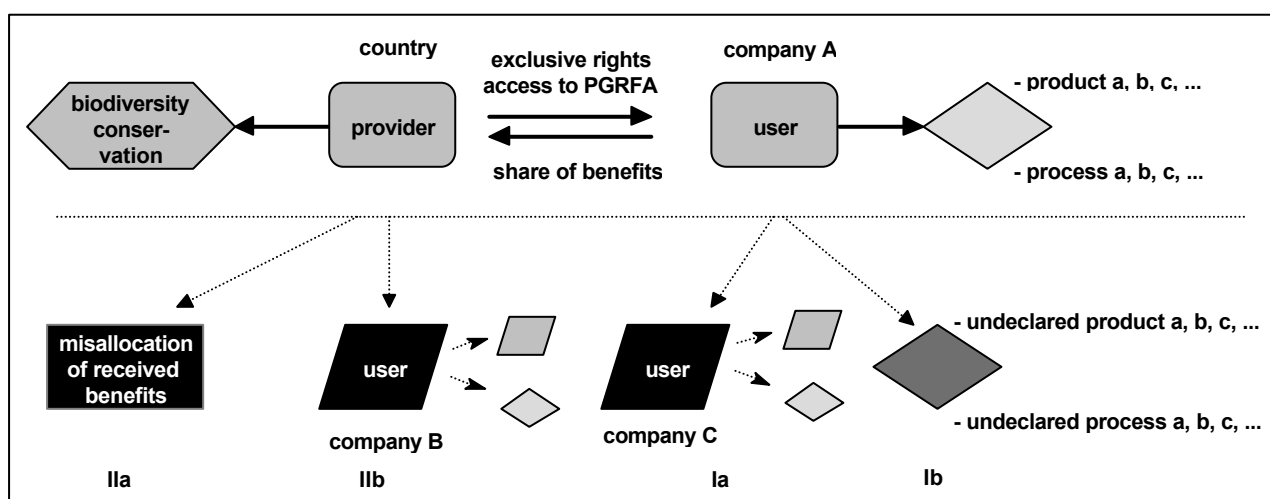 country
company A
exclusive rights
access to PGRFA
biodiversity
conser-
vation
provider
user
- product a, b, c, ...
- process a, b, c, ...
share of benefits
misallocation
of received
benefits
user
company B
user
company C
- undeclared product a, b, c, ...
- undeclared process a, b, c, ...
IIa
IIb
Ia
Ib